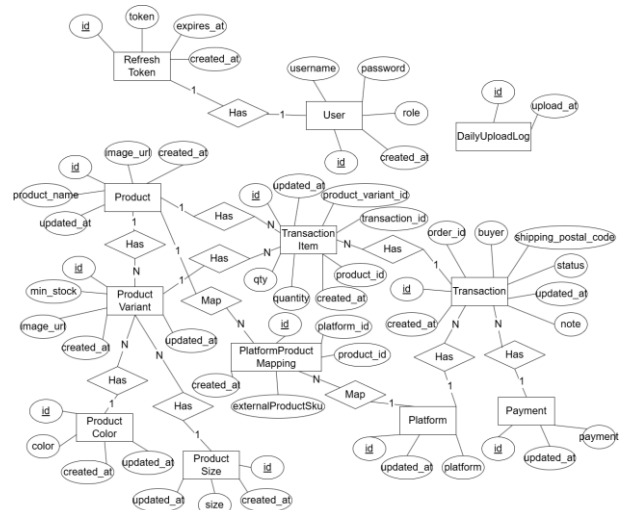 token
id
expires_at
Refresh
Token
created_at
username
password
1
Has
1
User
role
id
created_at
id
upload_at
DailyUploadLog
image_url
created_at
id
product_name
Product
updated_at
1
1
1
Has
N
id
updated_at
product_variant_id
transaction_id
Transaction
Item
N
Has
1
product_id
created_at
quantity
qty
Has
N
id
min_stock
Product
Variant
1
Has
N
image_url
created_at
updated_at
N
N
Map
N
order_id
buyer
shipping_postal_code
status
id
Transaction
updated_at
created_at
note
N
N
Has
Has
1
1
id
platform_id
PlatformProduct
Mapping
product_id
created_at
externalProductSku
N
Map
1
Has
1
Has
1
id
Product
Color
color
created_at
updated_at
Product
Size
id
updated_at
size
created_at
Platform
id
updated_at
platform
Payment
id
updated_at
payment